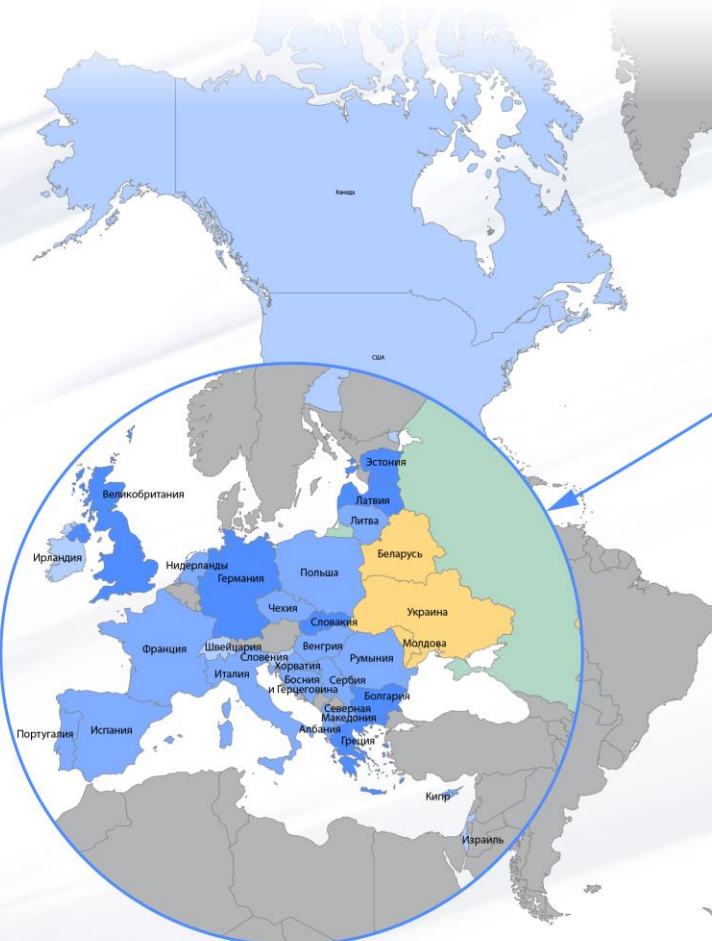 Канада
США
Эстония
Латвия
Великобритания
Литва
Беларусь
Ирландия
Нидерланды
Германия
Польша
Чехия
Украина
Словакия
Молдова
Франция
Швейцария
Венгрия
Словения
Румыния
Хорватия
Италия
Босния
и Герцеговина
Сербия
Болгария
Северная
Македония
Португалия
Испания
Албания
Греция
Кипр
Израиль